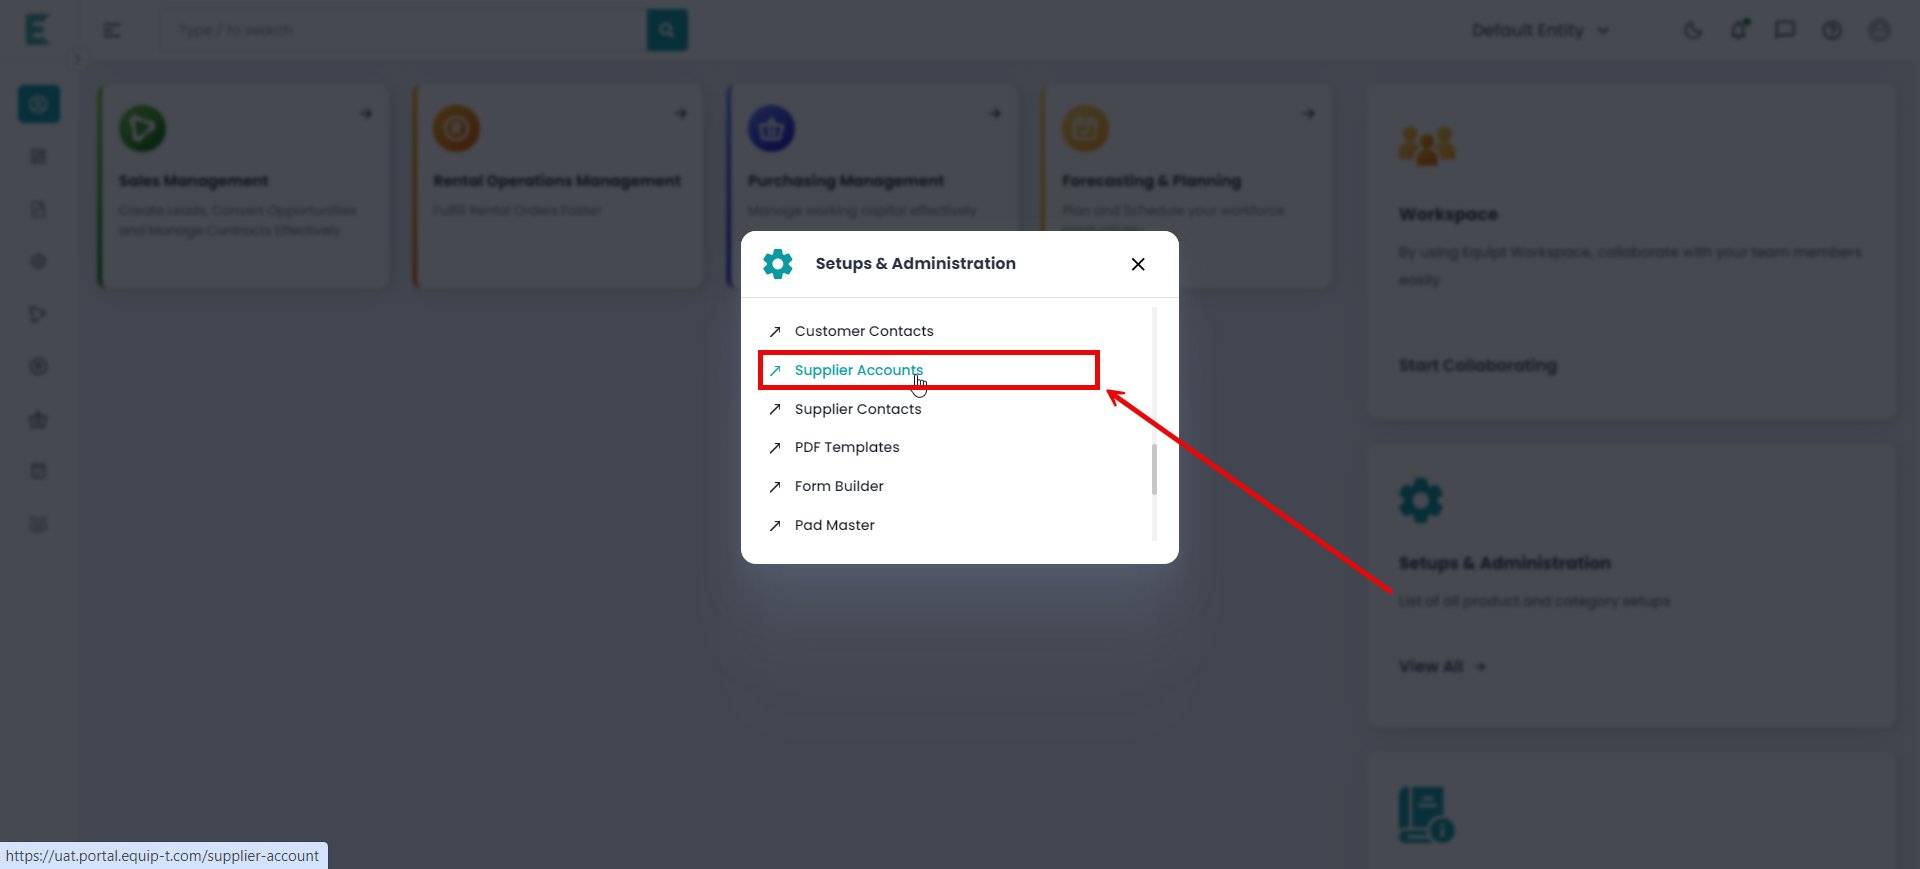 Type / to search
Default Entity
Sales Management
Create Leads, Convert Opportunities
and Manage Contracts Effectively.
Rental Operations Management
Fulfill Rental Orders Faster
Purchasing Management
Manage working capital effectively
Forecasting & Planning
Plan and Schedule your workforce
Workspace
By using Equipt Workspace, collaborate with your team members
easily
Start Collaborating
Setups & Administration
Customer Contacts
Supplier Accounts
Supplier Contacts
PDF Templates
Form Builder
Pad Master
Setups & Administration
List of all product and category setups
View All
https://uat.portal.equip-t.com/supplier-account